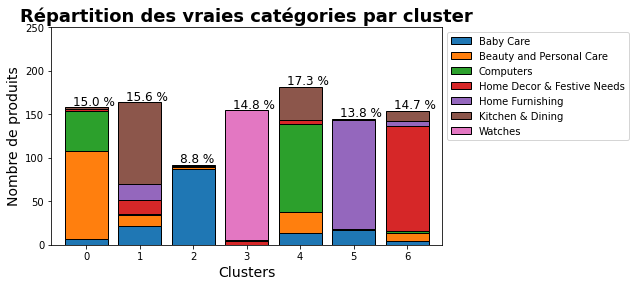 Répartition des vraies catégories par cluster
Nombre de produits
250
200
150
100
50
0
15.0 %
15.6 %
8.8 %
14.8 %
17.3 %
13.8 %
14.7 %
0 1 2 3 4 5 6
Clusters
Baby Care
Beauty and Personal Care
Computers
Home Decor & Festive Needs
Home Furnishing
Kitchen & Dining
Watches